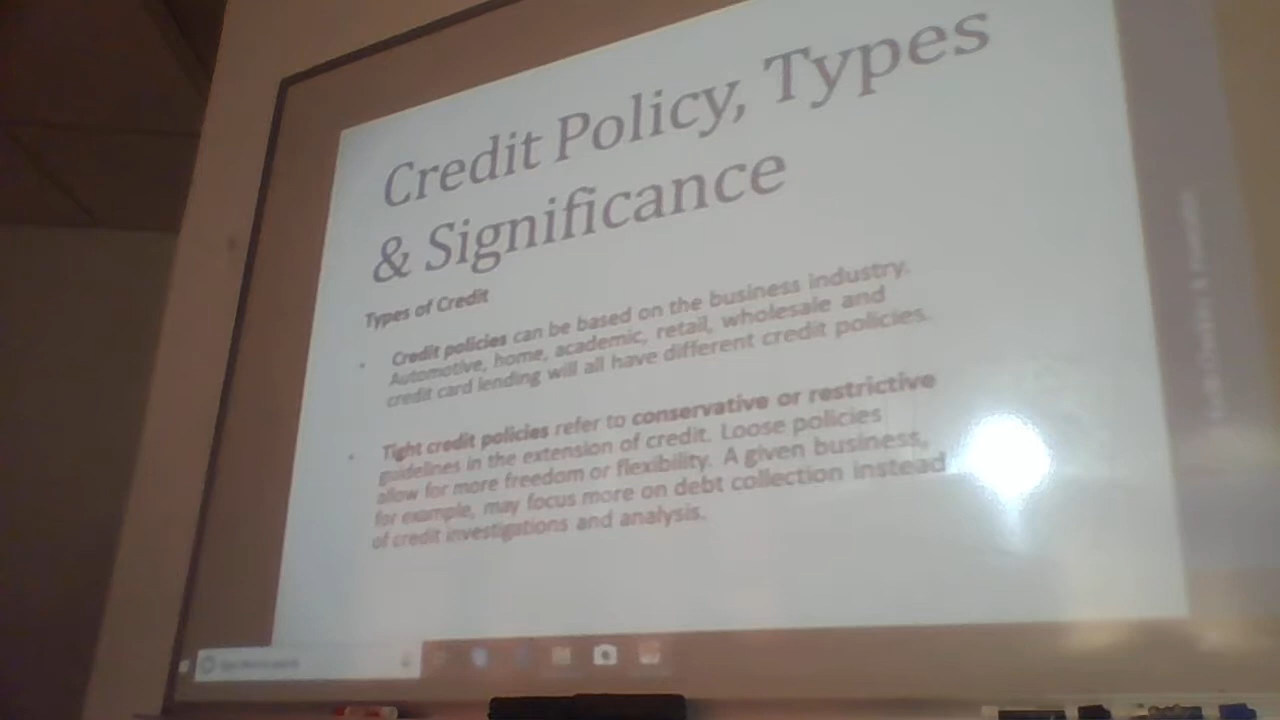 Credit Policy, Types
& Significance
Types of Credit
• Credit policies can be based on the business industry.
Automotive, home, academic, retail, wholesale and
credit card lending will all have different credit policies.
• Tight credit policies refer to conservative or restrictive
guidelines in the extension of credit. Loose policies
allow for more freedom or flexibility. A given business,
for example, may focus more on debt collection instead
of credit investigations and analysis.